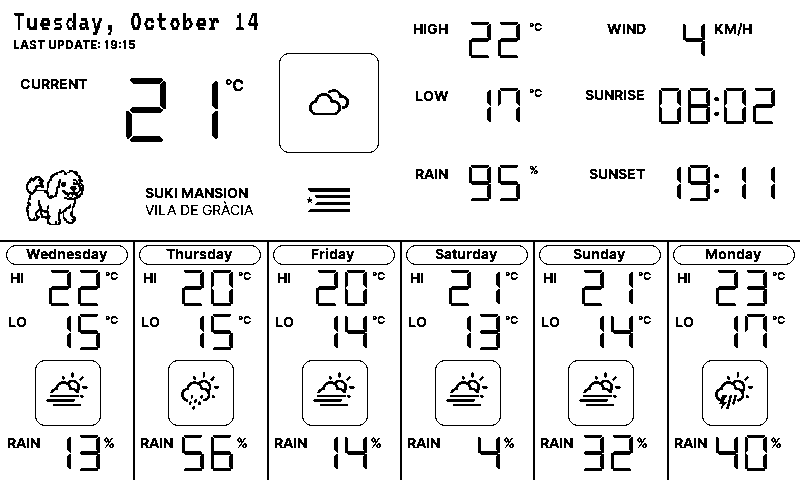 Tuesday, October 14
LAST UPDATE: 19:15
CURRENT 21 °C
HIGH 22 °C
LOW 17 °C
RAIN 95 %
WIND 4 KM/H
SUNRISE 08:02
SUNSET 19:11
SUKI MANSION
VILA DE GRÀCIA
Wednesday
HI 22 °C
LO 15 °C
RAIN 13 %
Thursday
HI 20 °C
LO 15 °C
RAIN 56 %
Friday
HI 20 °C
LO 14 °C
RAIN 14 %
Saturday
HI 21 °C
LO 13 °C
RAIN 4 %
Sunday
HI 21 °C
LO 14 °C
RAIN 32 %
Monday
HI 23 °C
LO 17 °C
RAIN 40 %